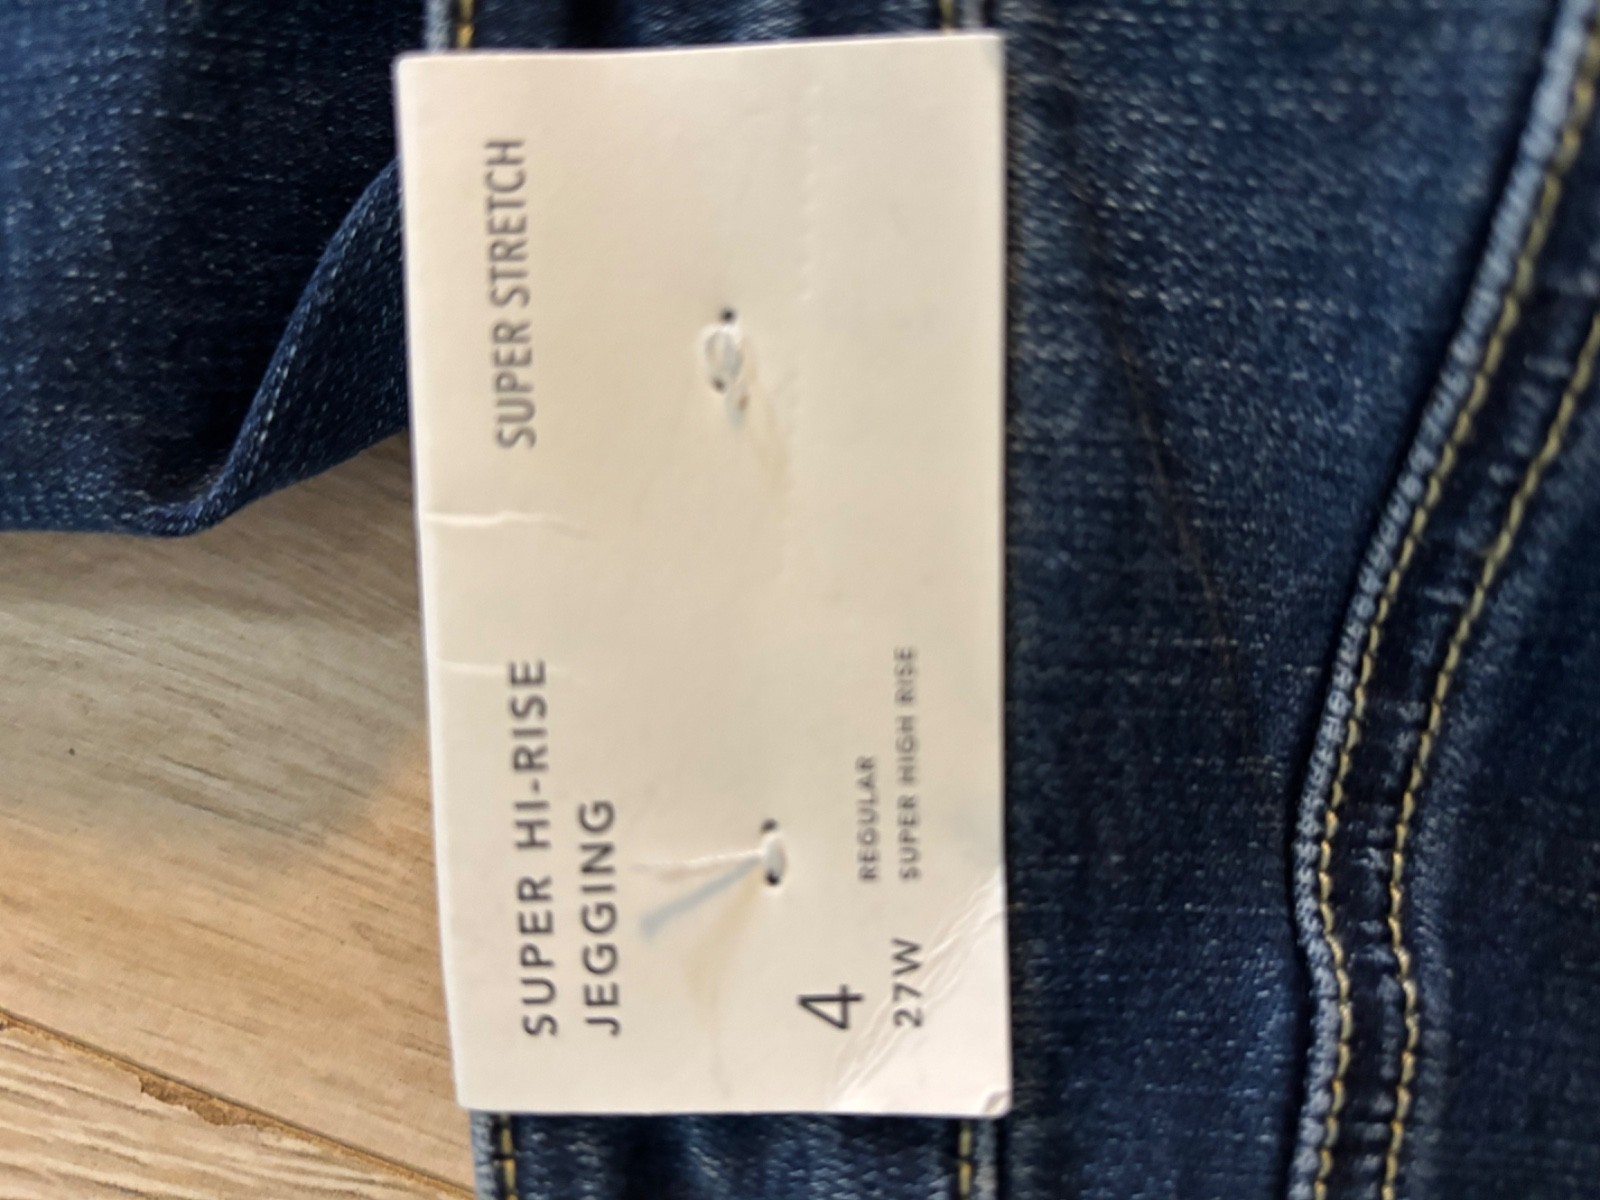 SUPER HI-RISE
JEGGING
SUPER STRETCH
4
REGULAR
27W
SUPER HIGH RISE